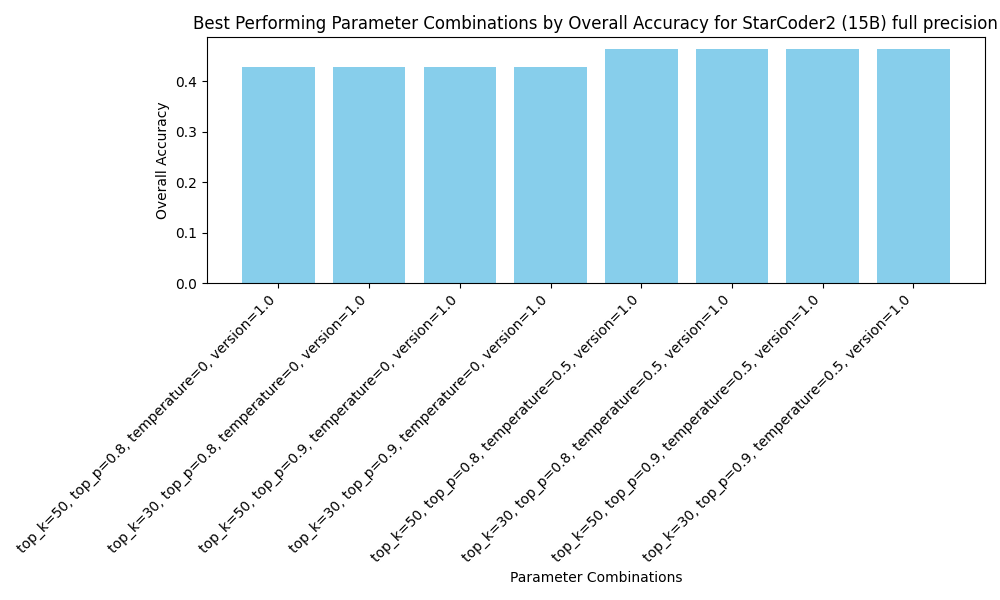 Best Performing Parameter Combinations by Overall Accuracy for StarCoder2 (15B) full precision
Overall Accuracy
0.4
0.3
0.2
0.1
0.0
top_k=50, top_p=0.8, temperature=0, version=1.0
top_k=30, top_p=0.8, temperature=0, version=1.0
top_k=50, top_p=0.9, temperature=0, version=1.0
top_k=30, top_p=0.9, temperature=0, version=1.0
top_k=50, top_p=0.8, temperature=0.5, version=1.0
top_k=30, top_p=0.8, temperature=0.5, version=1.0
top_k=50, top_p=0.9, temperature=0.5, version=1.0
top_k=30, top_p=0.9, temperature=0.5, version=1.0
Parameter Combinations